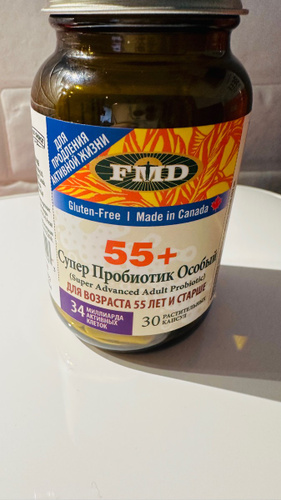 ДЛЯ
ПРОДЛЕНИЯ
АКТИВНОЙ ЖИЗНИ
FMD
Gluten-Free | Made in Canada
55+
Супер Пробиотик Особый
(Super Advanced Adult Probiotic)
ДЛЯ ВОЗРАСТА 55 ЛЕТ И СТАРШЕ
34 МИЛЛИАРДА
АКТИВНЫХ
КЛЕТОК
30 РАСТИТЕЛЬНЫХ
КАПСУЛ